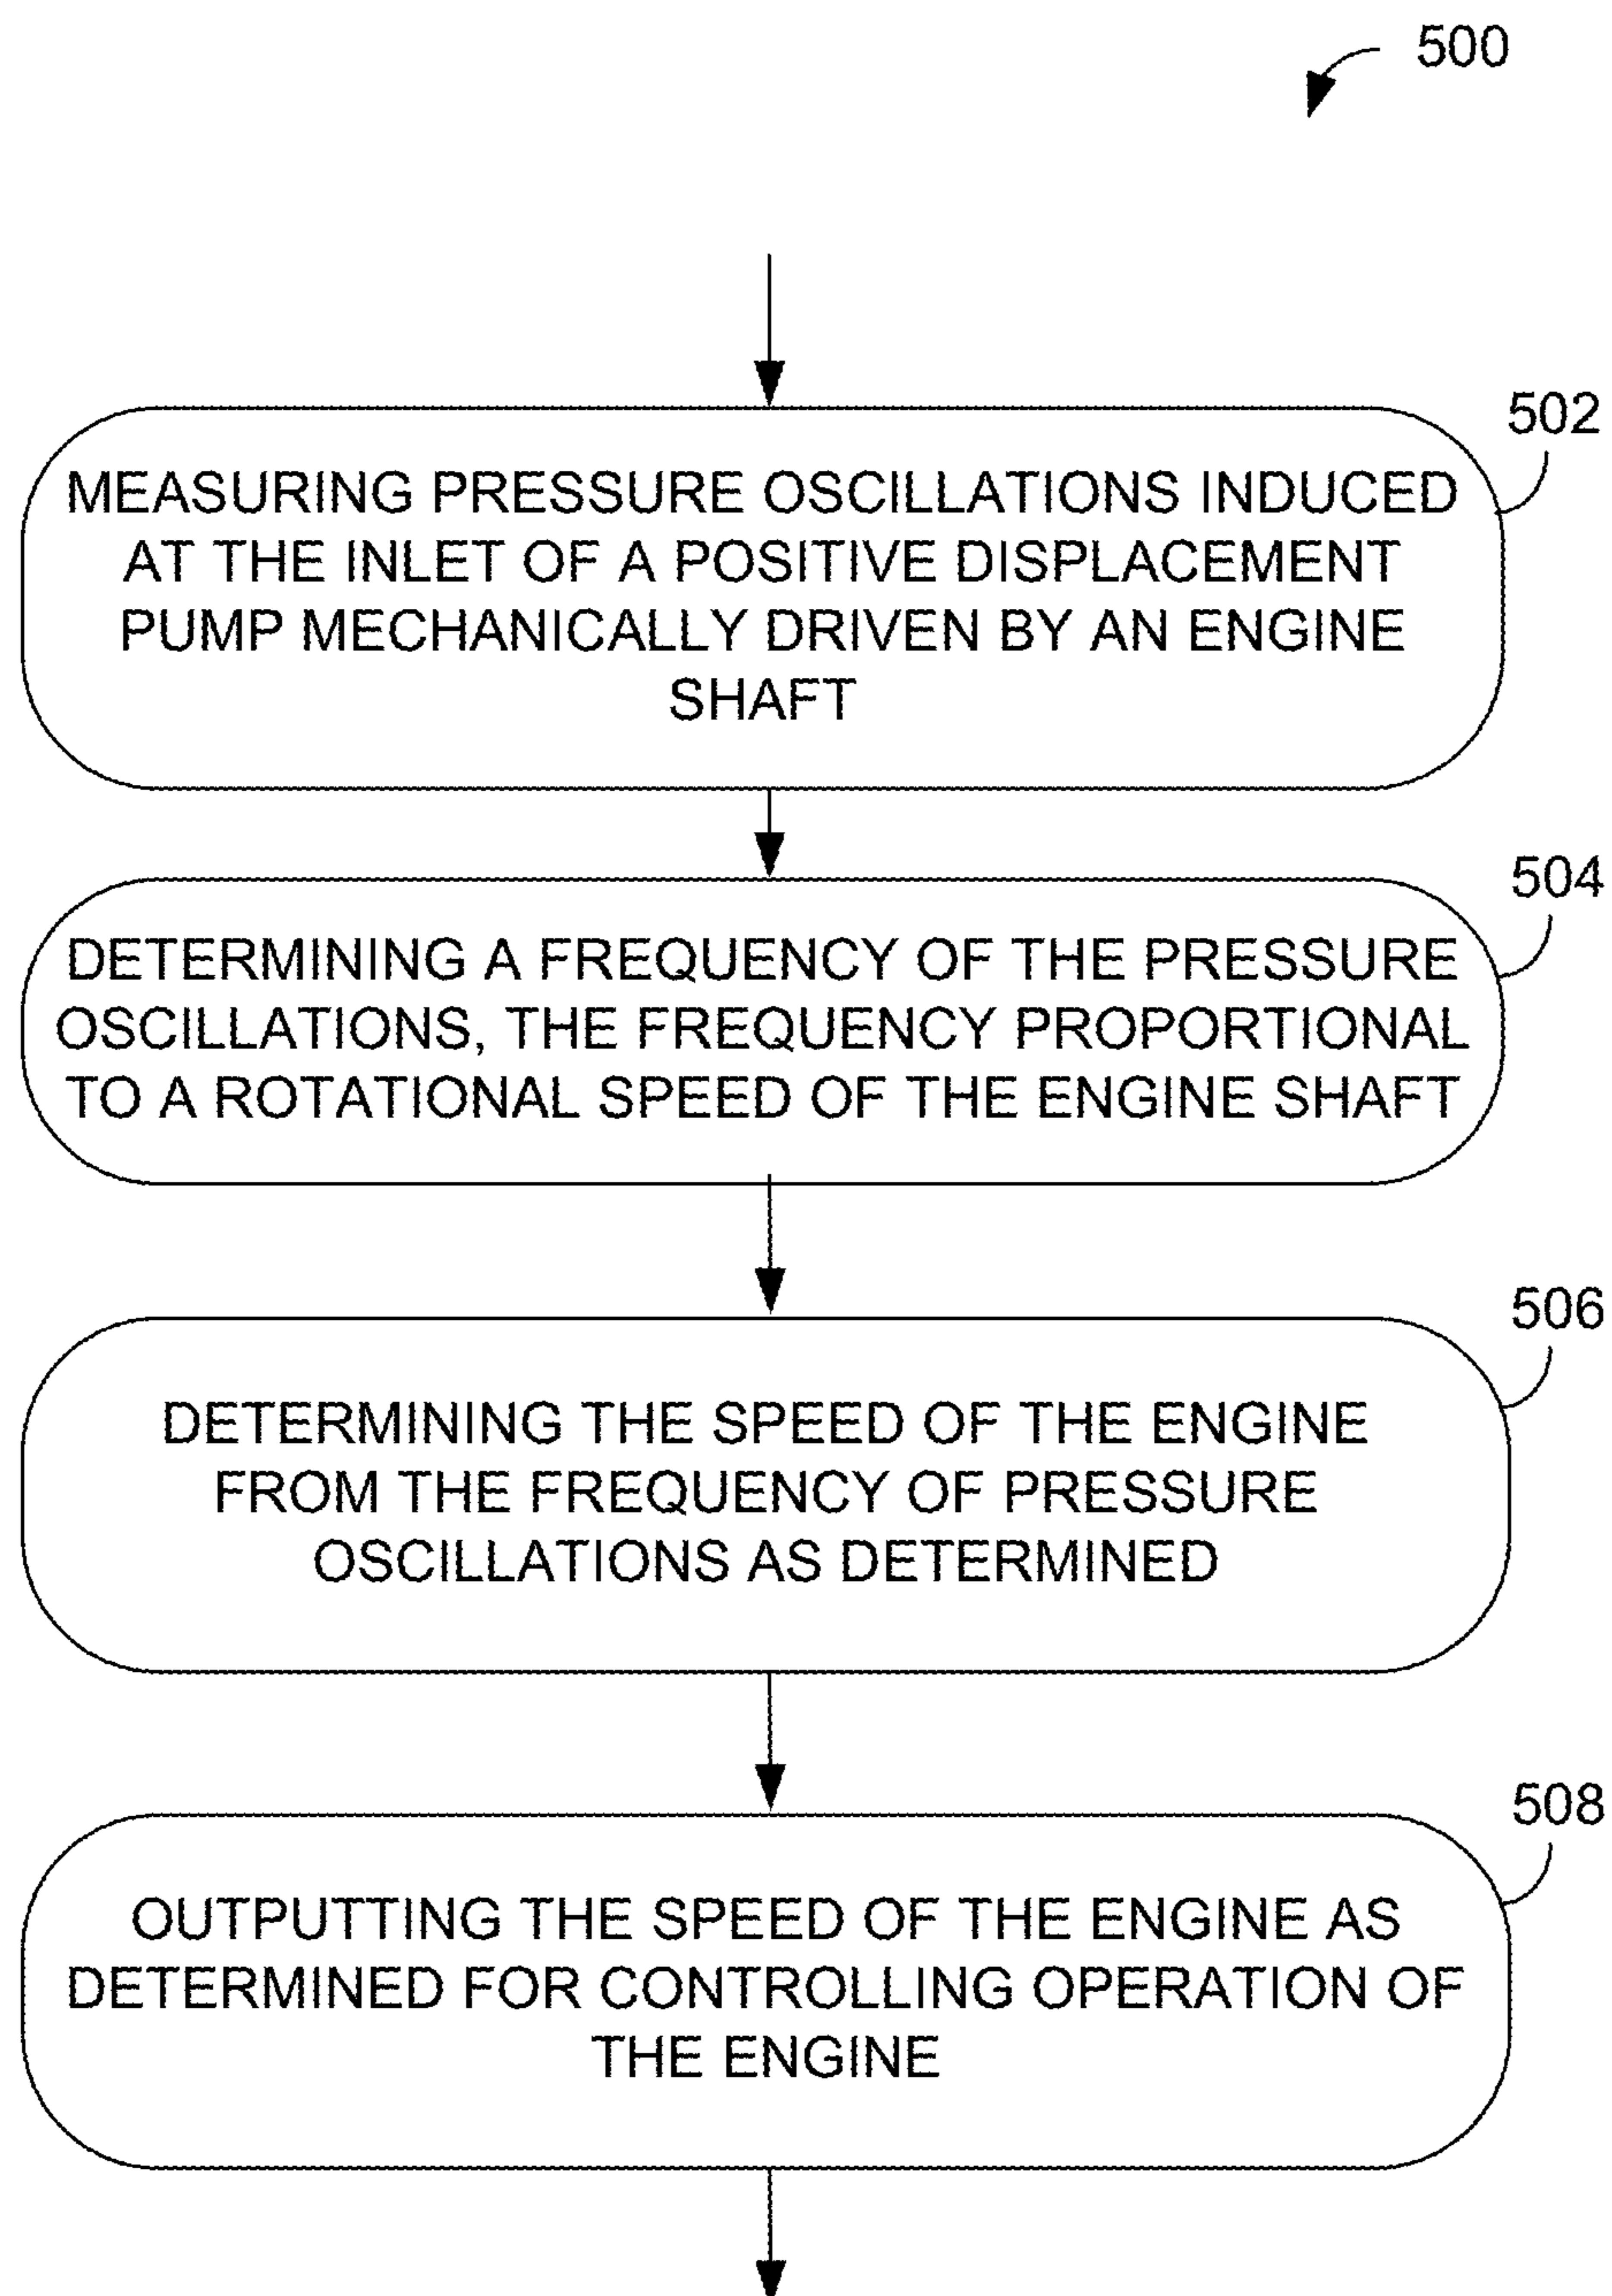 500
502
MEASURING PRESSURE OSCILLATIONS INDUCED
AT THE INLET OF A POSITIVE DISPLACEMENT
PUMP MECHANICALLY DRIVEN BY AN ENGINE
SHAFT
504
DETERMINING A FREQUENCY OF THE PRESSURE
OSCILLATIONS, THE FREQUENCY PROPORTIONAL
TO A ROTATIONAL SPEED OF THE ENGINE SHAFT
506
DETERMINING THE SPEED OF THE ENGINE
FROM THE FREQUENCY OF PRESSURE
OSCILLATIONS AS DETERMINED
508
OUTPUTTING THE SPEED OF THE ENGINE AS
DETERMINED FOR CONTROLLING OPERATION OF
THE ENGINE